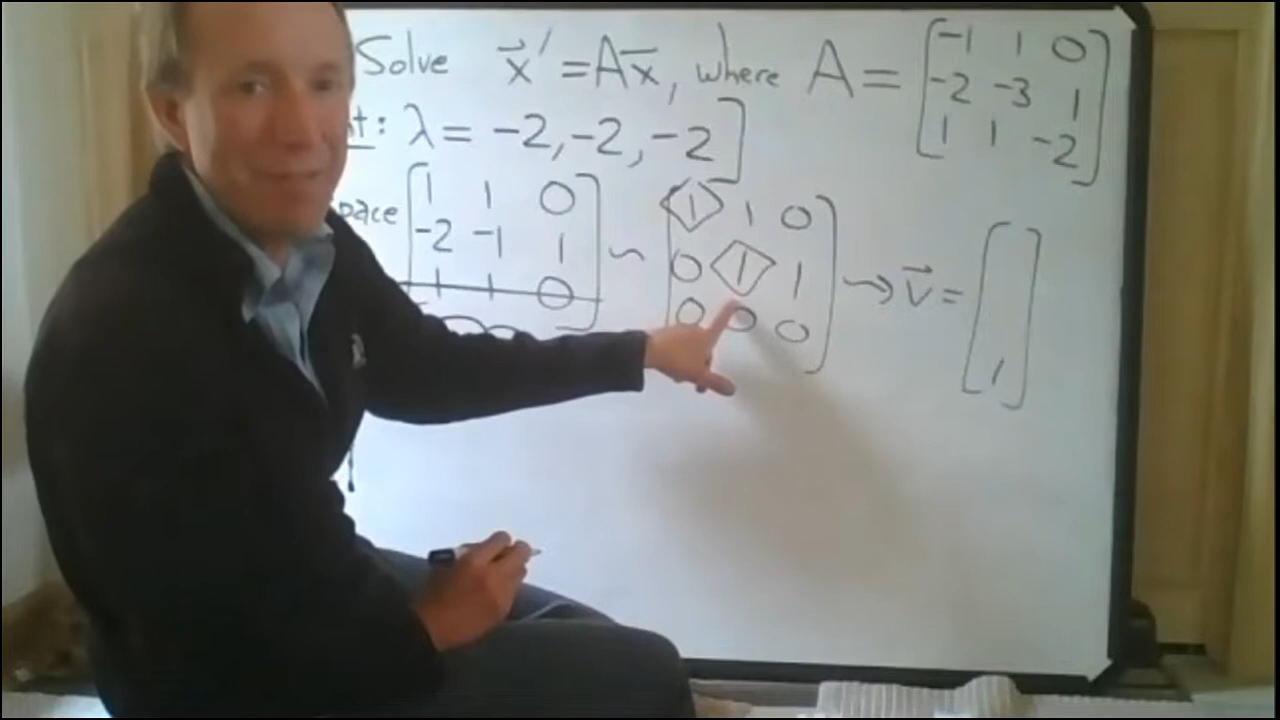 Solve x⃗' = Ax⃗, where A = [-1 1 0; -2 -3 1; 1 1 -2]
t: λ = -2, -2, -2]
pace [1 1 0; -2 -1 1; 1 1 0] ~ [1 1 0; 0 1 1; 0 0 0] ⇝ v⃗ = [ 1]